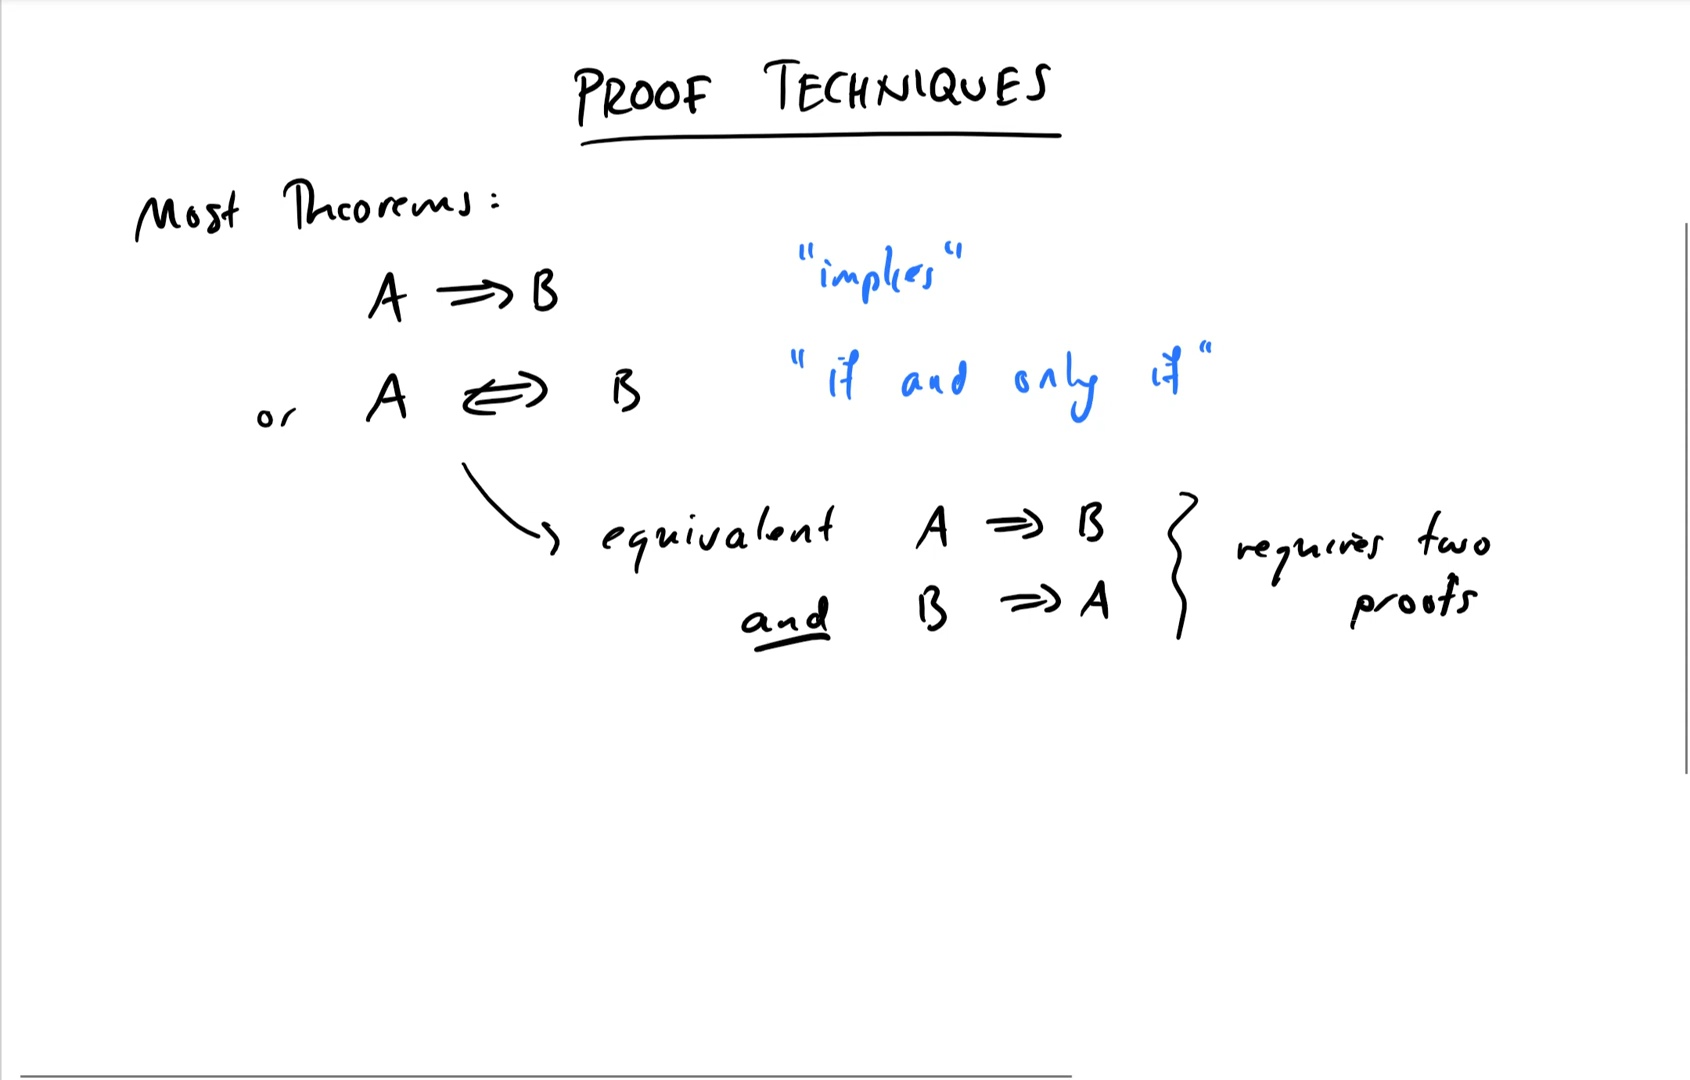 PROOF TECHNIQUES
Most Theorems:
A ⟹ B "implies"
or A ⟺ B "if and only if"
equivalent A ⟹ B
and B ⟹ A
requires two
proofs